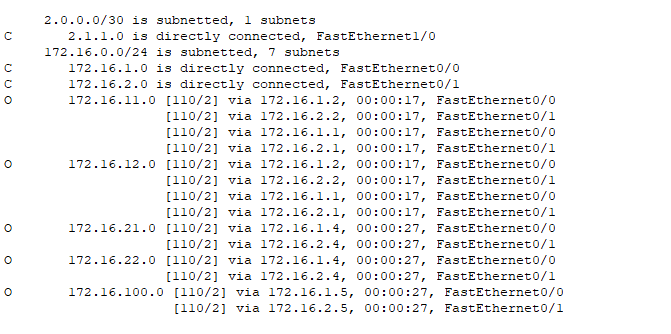 2.0.0.0/30 is subnetted, 1 subnets
C 2.1.1.0 is directly connected, FastEthernet1/0
172.16.0.0/24 is subnetted, 7 subnets
C 172.16.1.0 is directly connected, FastEthernet0/0
C 172.16.2.0 is directly connected, FastEthernet0/1
O 172.16.11.0 [110/2] via 172.16.1.2, 00:00:17, FastEthernet0/0
[110/2] via 172.16.2.2, 00:00:17, FastEthernet0/1
[110/2] via 172.16.1.1, 00:00:17, FastEthernet0/0
[110/2] via 172.16.2.1, 00:00:17, FastEthernet0/1
O 172.16.12.0 [110/2] via 172.16.1.2, 00:00:17, FastEthernet0/0
[110/2] via 172.16.2.2, 00:00:17, FastEthernet0/1
[110/2] via 172.16.1.1, 00:00:17, FastEthernet0/0
[110/2] via 172.16.2.1, 00:00:17, FastEthernet0/1
O 172.16.21.0 [110/2] via 172.16.1.4, 00:00:27, FastEthernet0/0
[110/2] via 172.16.2.4, 00:00:27, FastEthernet0/1
O 172.16.22.0 [110/2] via 172.16.1.4, 00:00:27, FastEthernet0/0
[110/2] via 172.16.2.4, 00:00:27, FastEthernet0/1
O 172.16.100.0 [110/2] via 172.16.1.5, 00:00:27, FastEthernet0/0
[110/2] via 172.16.2.5, 00:00:27, FastEthernet0/1